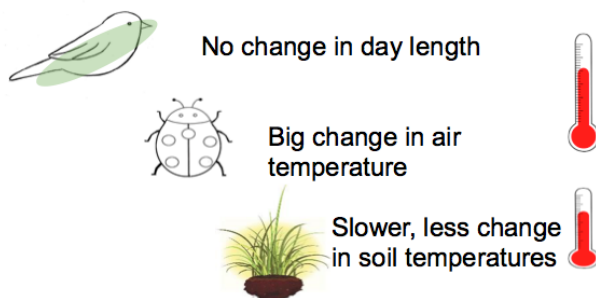 No change in day length
Big change in air
temperature
Slower, less change
in soil temperatures